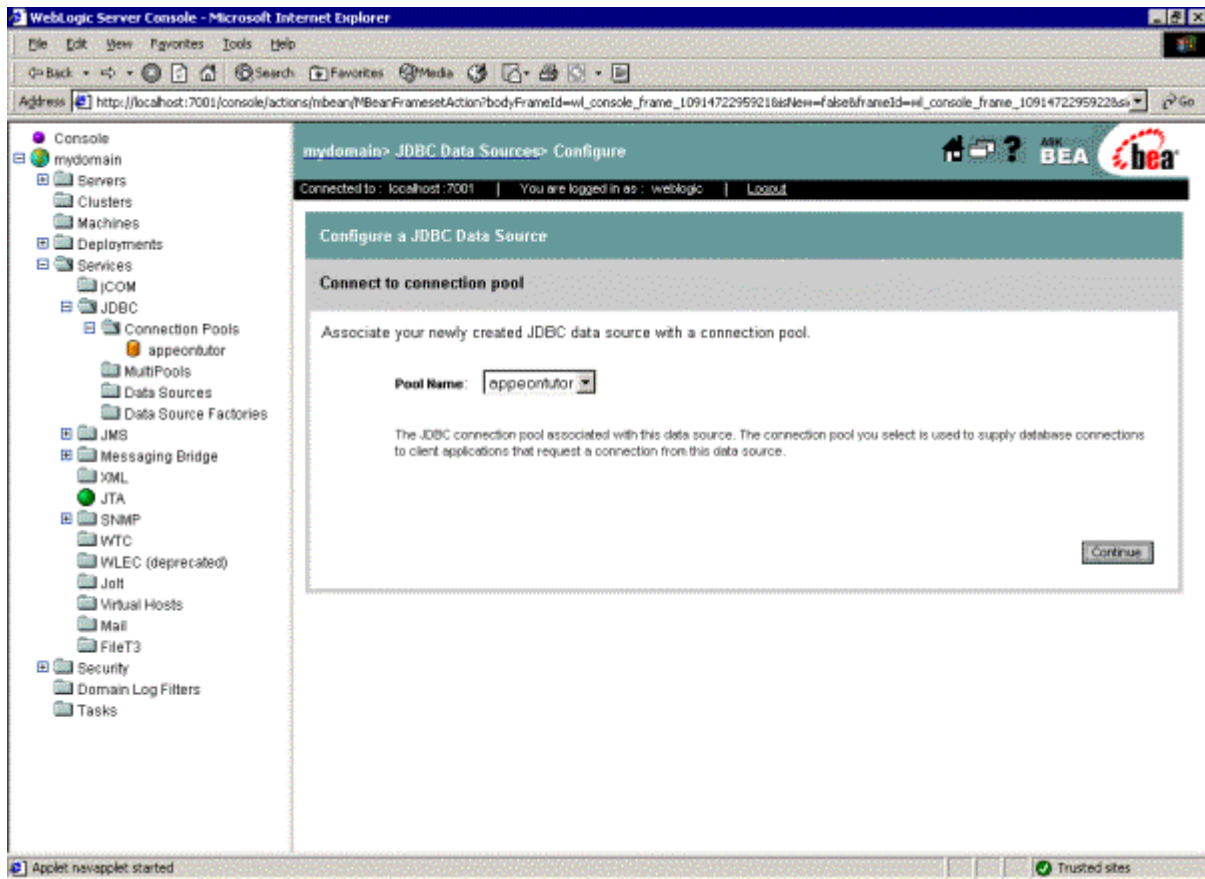 WebLogic Server Console - Microsoft Internet Explorer
File Edit View Favorites Tools Help
Back Search Favorites Media
Address http://localhost:7001/console/actions/mbean/MBeanFramesetAction?bodyFrameId=wl_console_frame_1091472295921&isNew=false&frameId=wl_console_frame_1091472295922&si Go
Console
mydomain
Servers
Clusters
Machines
Deployments
Services
jCOM
JDBC
Connection Pools
appeontutor
MultiPools
Data Sources
Data Source Factories
JMS
Messaging Bridge
XML
JTA
SNMP
WTC
WLEC (deprecated)
Jolt
Virtual Hosts
Mail
FileT3
Security
Domain Log Filters
Tasks
mydomain> JDBC Data Sources> Configure
? ASK BEA bea
Connected to : localhost :7001 | You are logged in as : weblogic | Logout
Configure a JDBC Data Source
Connect to connection pool
Associate your newly created JDBC data source with a connection pool.
Pool Name: appeontutor
The JDBC connection pool associated with this data source. The connection pool you select is used to supply database connections
to client applications that request a connection from this data source.
Continue
Applet navapplet started
Trusted sites